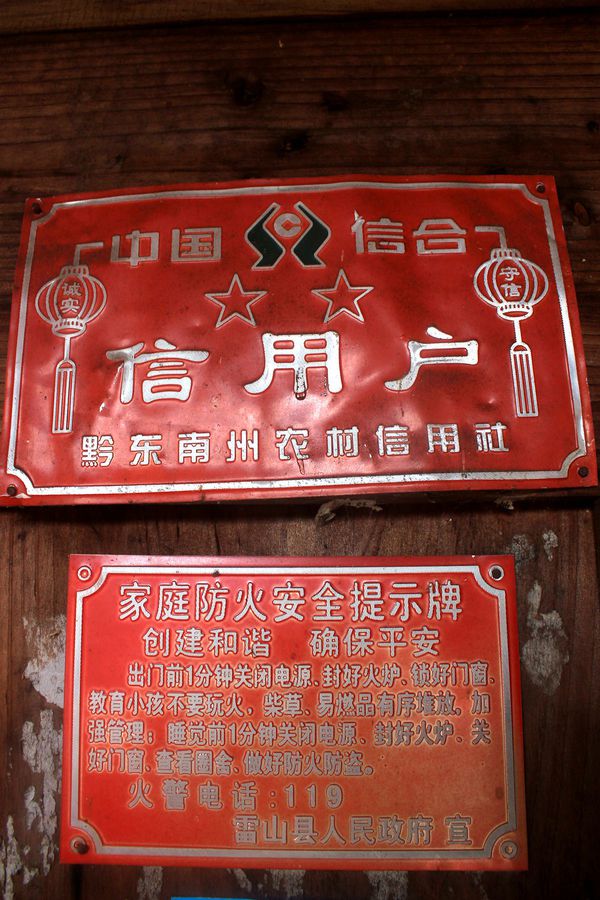 中国 信合
诚实
守信
信用户
黔东南州农村信用社
家庭防火安全提示牌
创建和谐 确保平安
出门前1分钟关闭电源、封好火炉、锁好门窗、
教育小孩不要玩火，柴草、易燃品有序堆放，加
强管理；睡觉前1分钟关闭电源、封好火炉、关
好门窗、查看圈舍、做好防火防盗。
火警电话：119
雷山县人民政府 宣